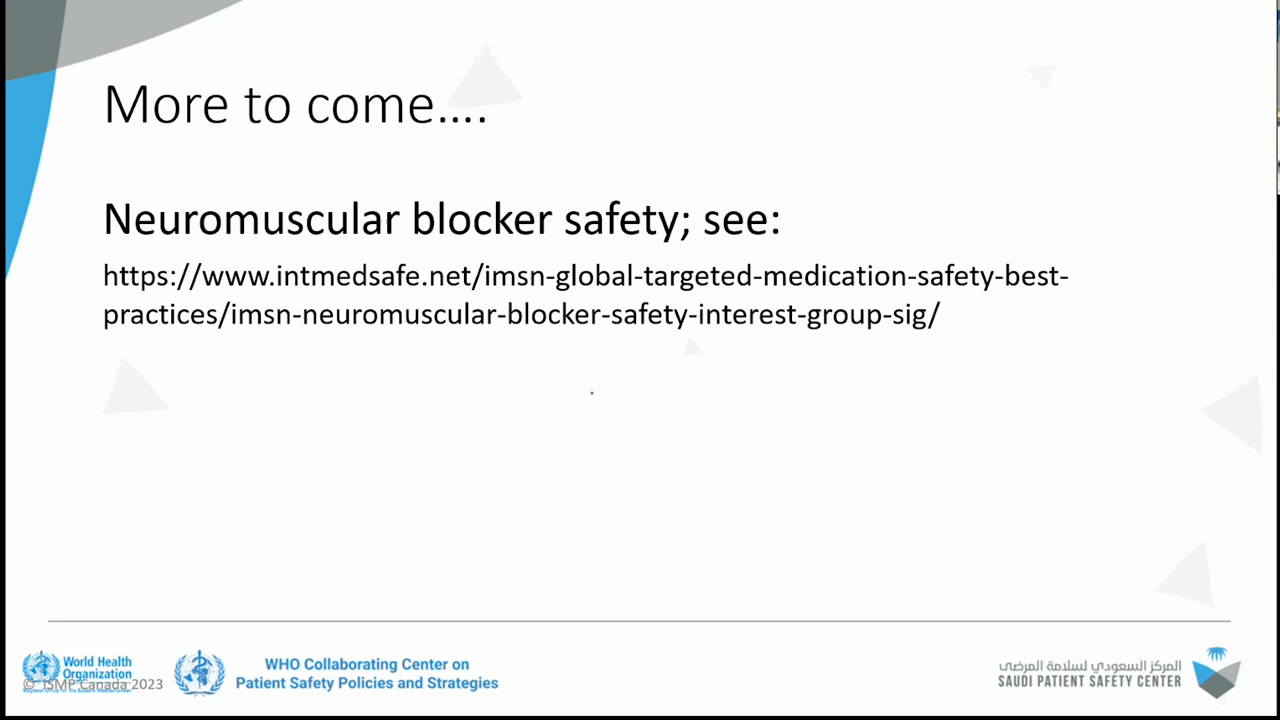 More to come....
Neuromuscular blocker safety; see:
https://www.intmedsafe.net/imsn-global-targeted-medication-safety-best-
practices/imsn-neuromuscular-blocker-safety-interest-group-sig/
World Health
Organization
© ISMP Canada 2023
WHO Collaborating Center on
Patient Safety Policies and Strategies
المركز السعودي لسلامة المرضى
SAUDI PATIENT SAFETY CENTER